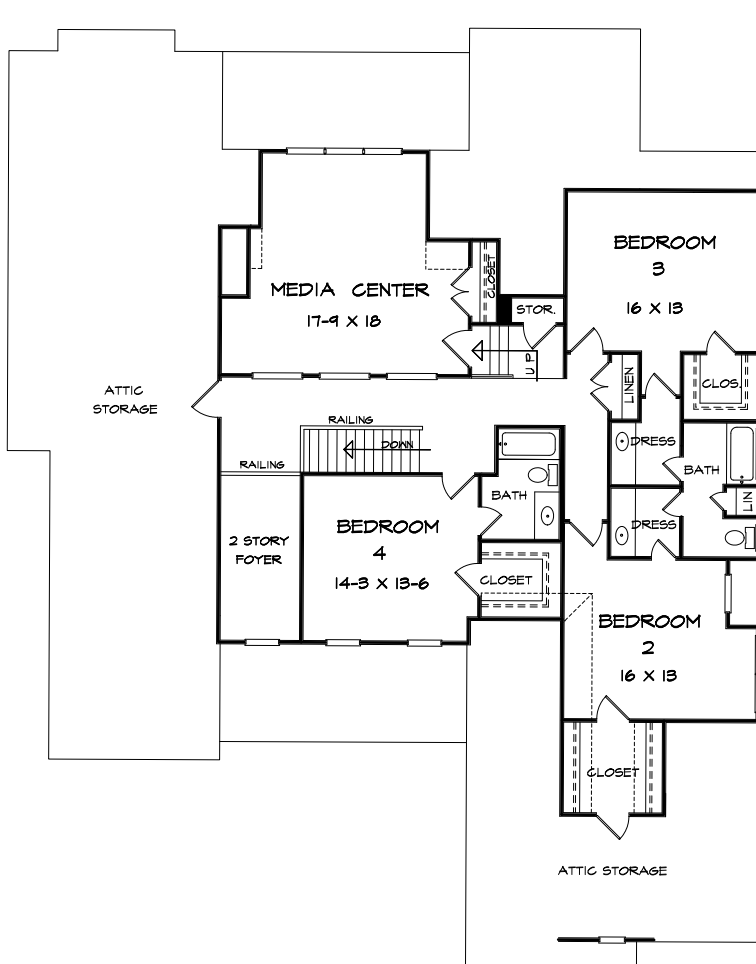 BEDROOM
3
16 X 13
CLOSET
MEDIA CENTER
17-9 X 18
STOR.
UP
LINEN
CLOS.
ATTIC
STORAGE
RAILING
DOWN
DRESS
RAILING
BATH
BATH
LIN
DRESS
BEDROOM
4
14-3 X 13-6
2 STORY
FOYER
CLOSET
BEDROOM
2
16 X 13
CLOSET
ATTIC STORAGE